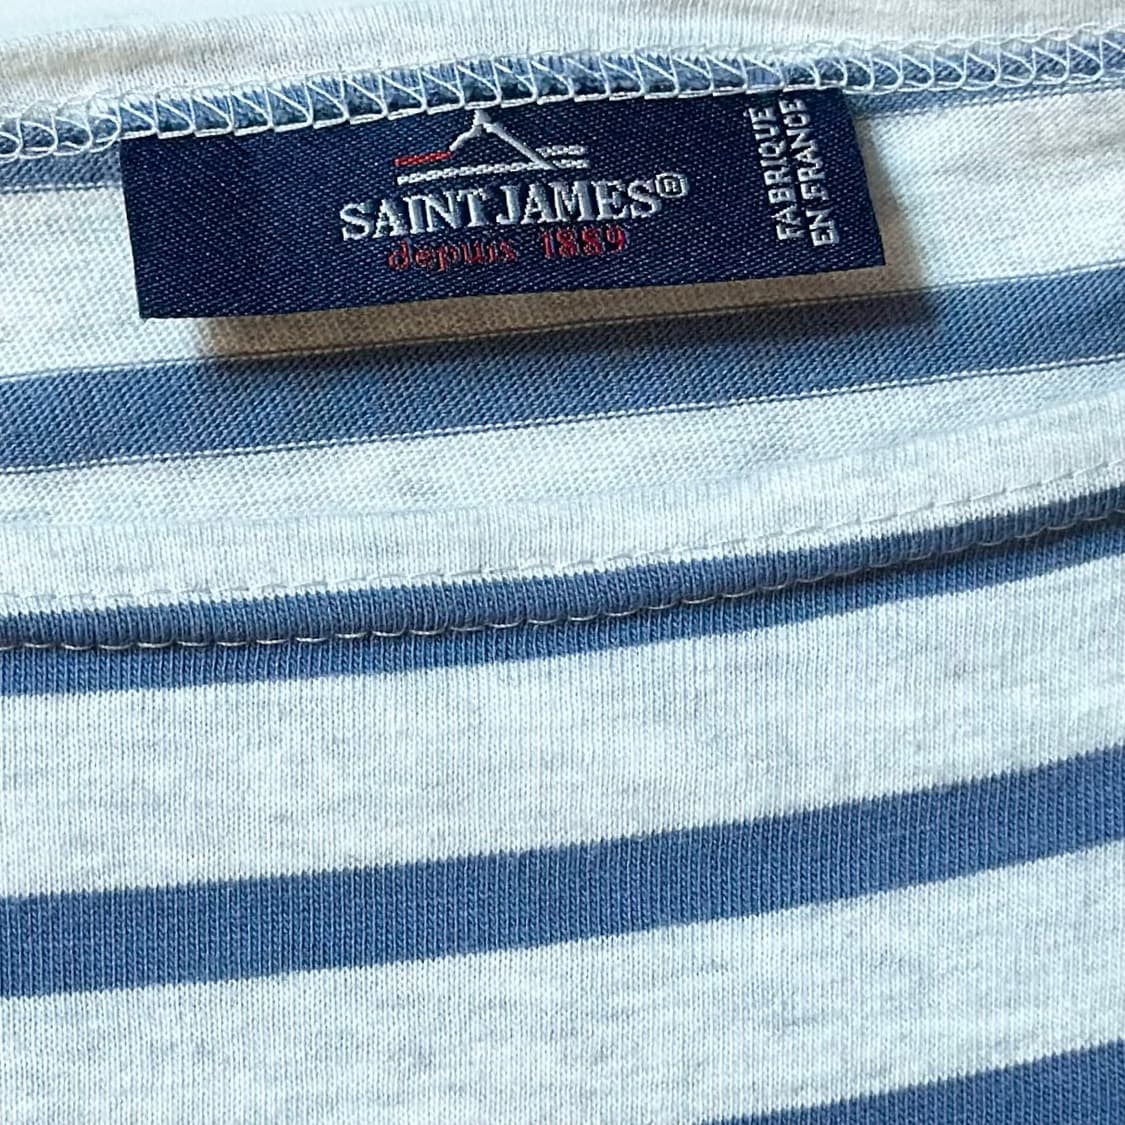 SAINT JAMES®
depuis 1889
FABRIQUE
EN FRANCE